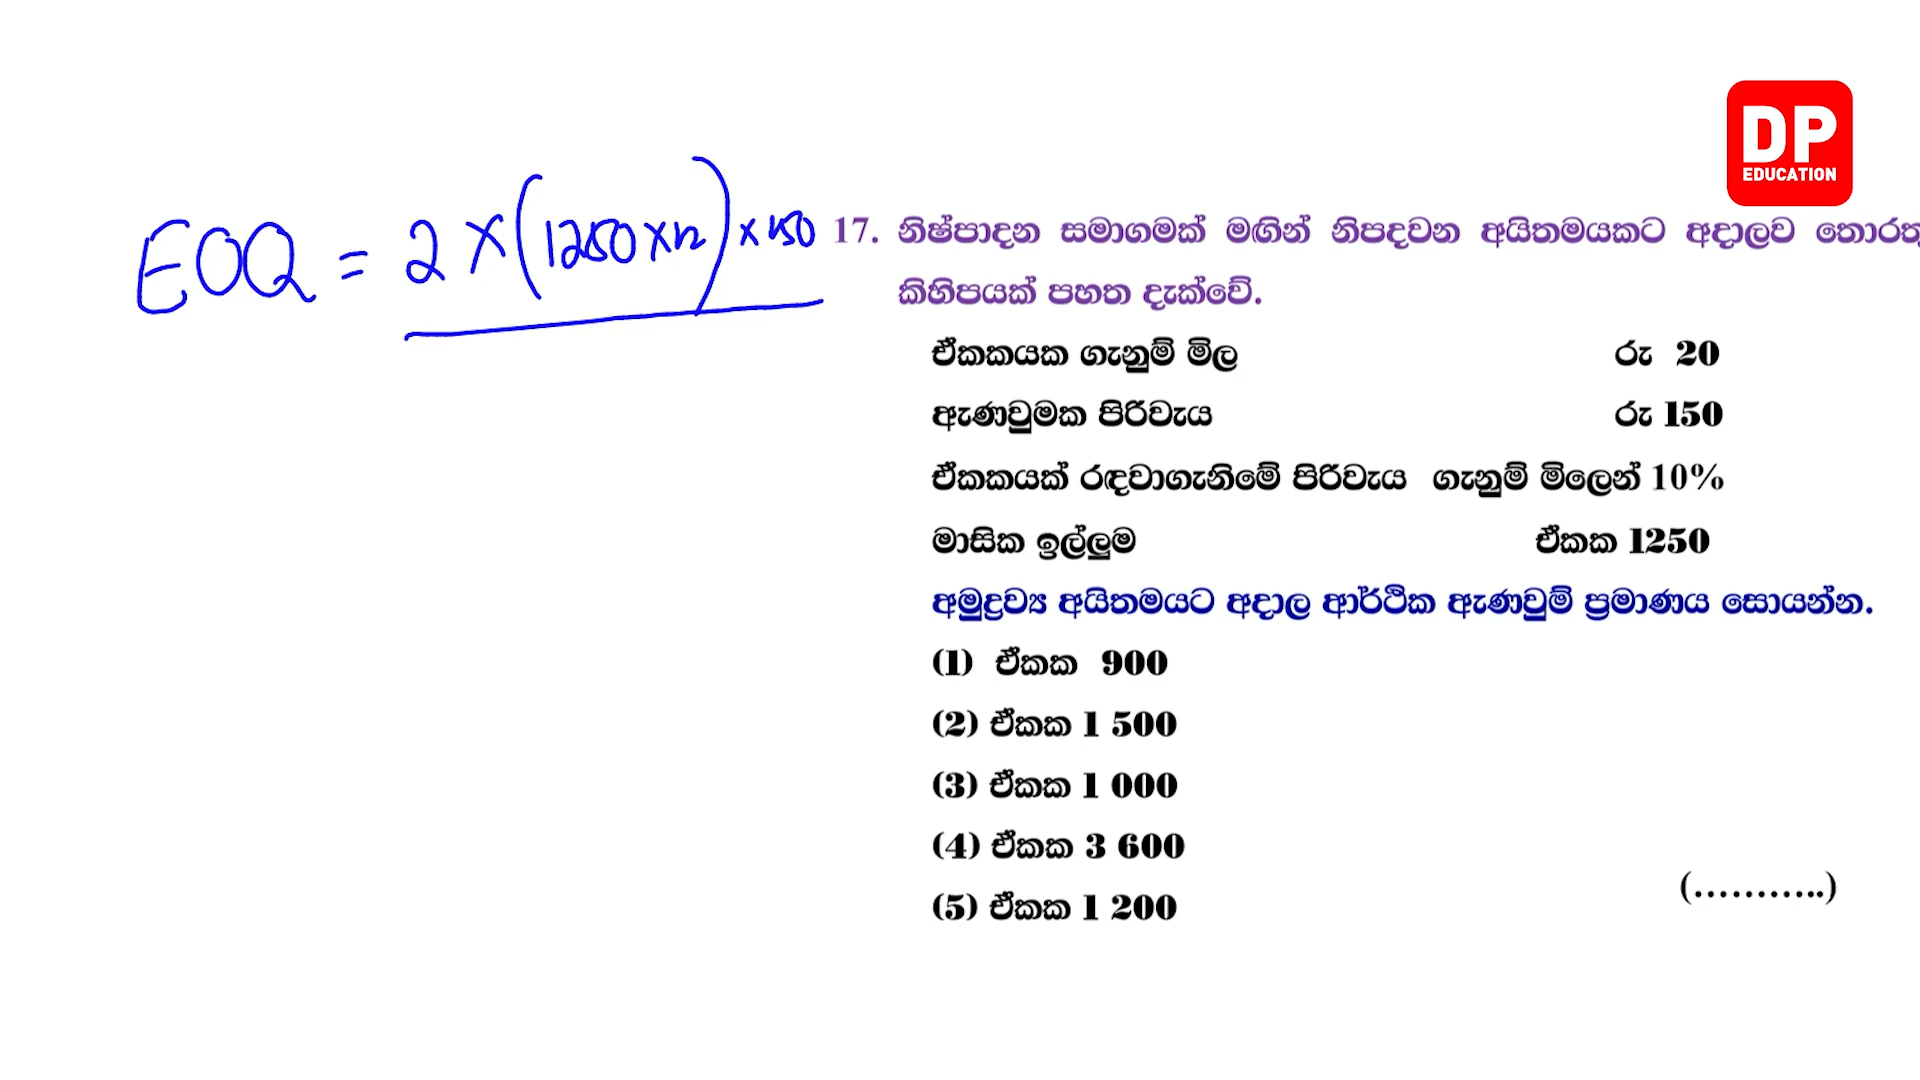 DP
EDUCATION
EOQ = 2 × (1250 × 12) × 150
17. නිෂ්පාදන සමාගමක් මඟින් නිපදවන අයිතමයකට අදාලව තොරතු
කිහිපයක් පහත දැක්වේ.
ඒකකයක ගැනුම් මිල රු 20
ඇණවුමක පිරිවැය රු 150
ඒකකයක් රඳවාගැනිමේ පිරිවැය ගැනුම් මිලෙන් 10%
මාසික ඉල්ලුම ඒකක 1250
අමුද්‍රව්‍ය අයිතමයට අදාල ආර්ථික ඇණවුම් ප්‍රමාණය සොයන්න.
(1) ඒකක 900
(2) ඒකක 1 500
(3) ඒකක 1 000
(4) ඒකක 3 600
(5) ඒකක 1 200
(...........)